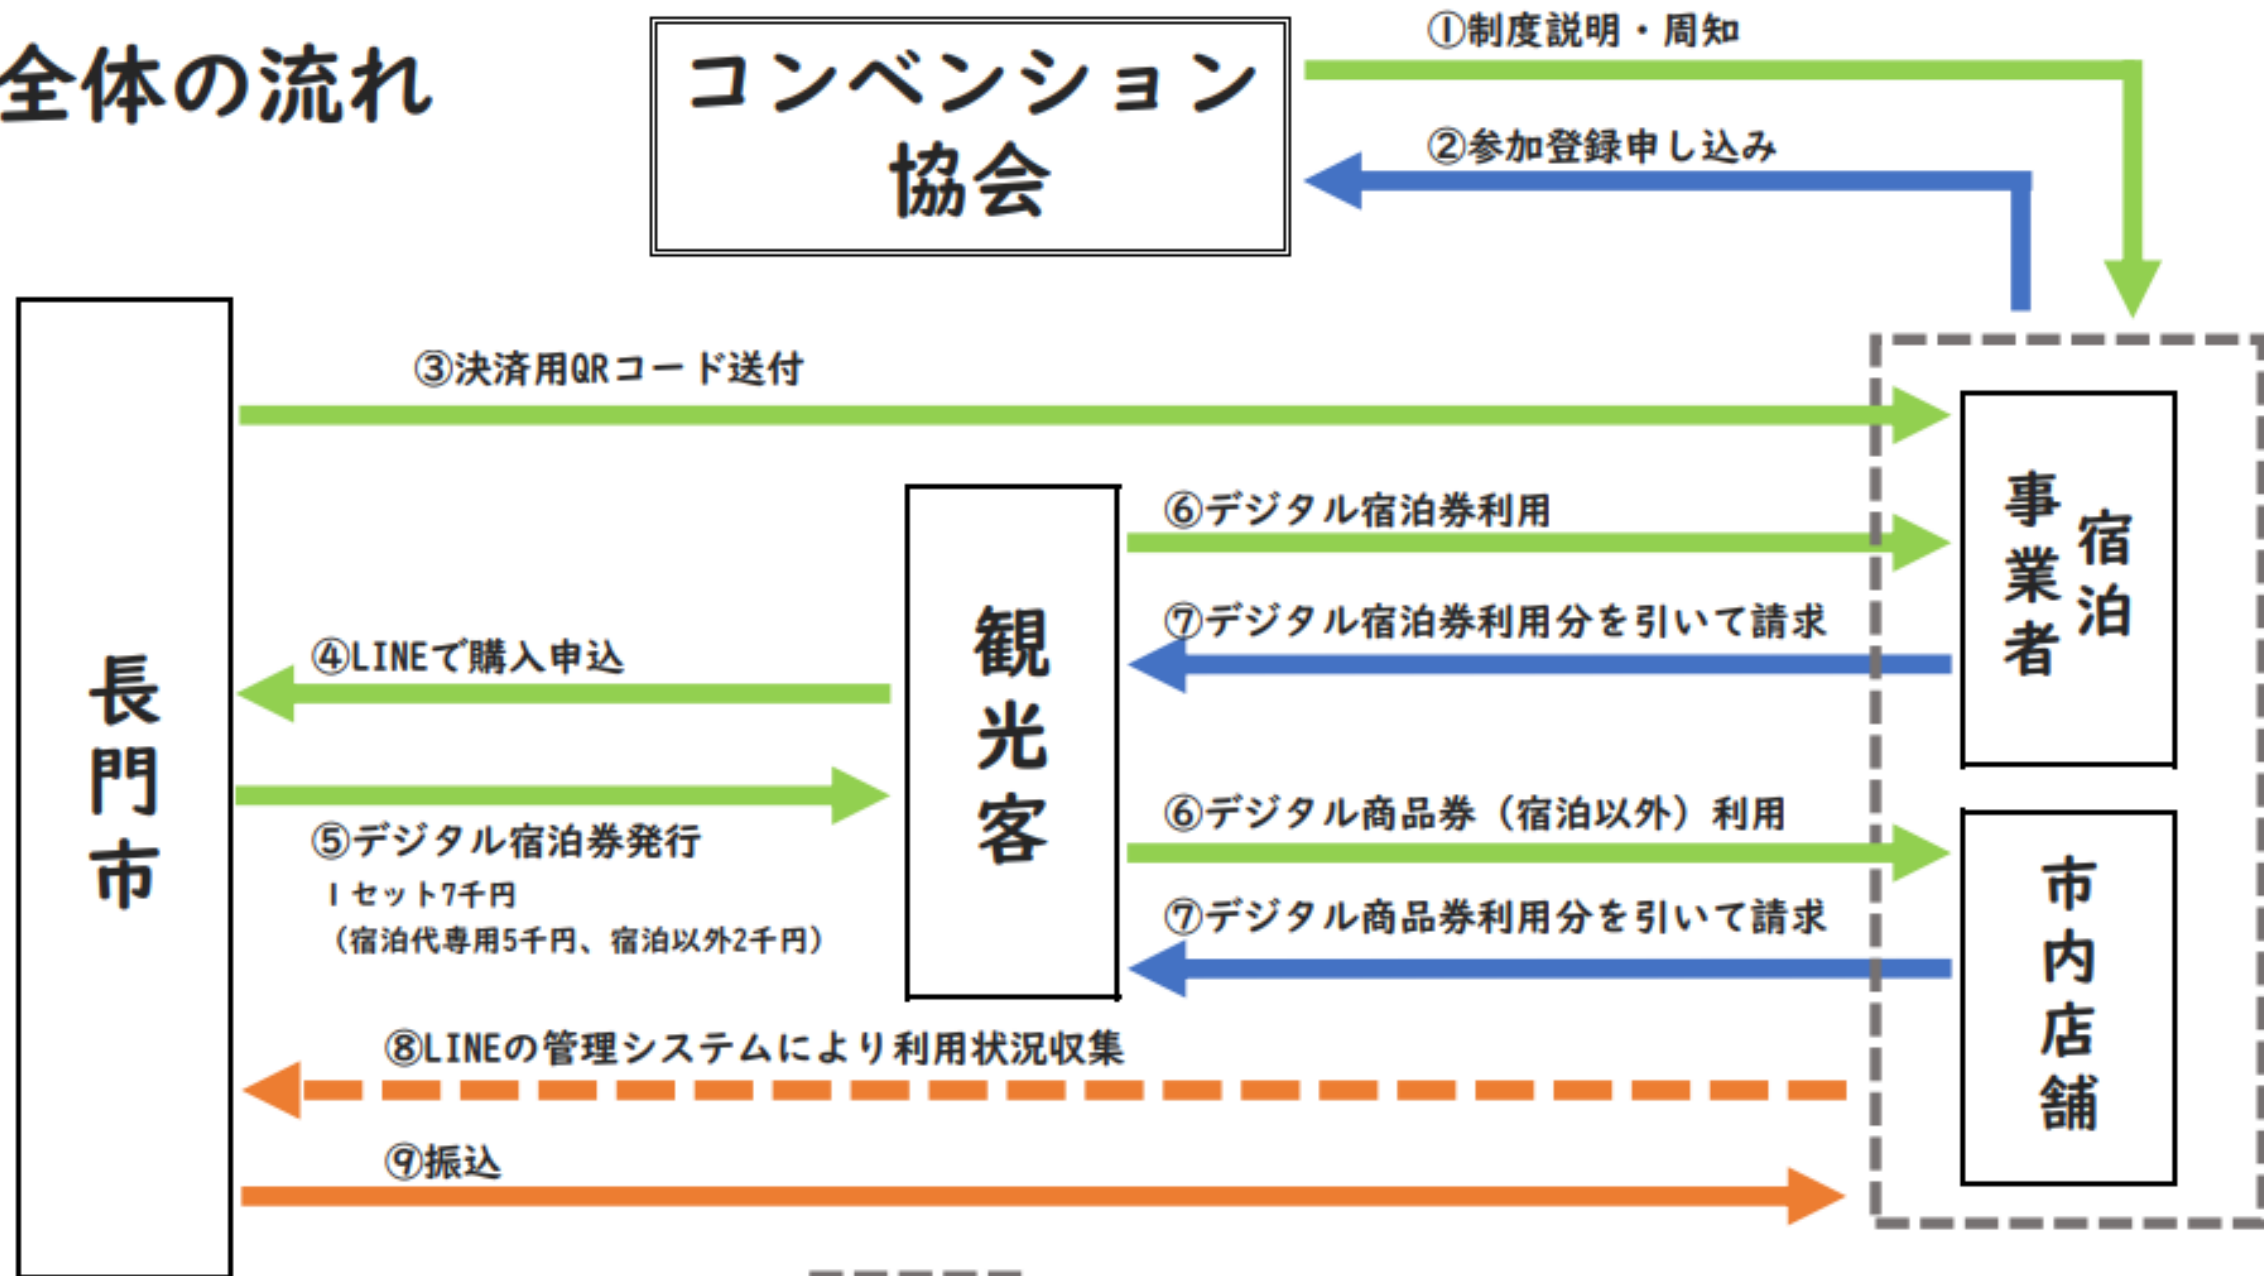 全体の流れ
コンベンション
協会
①制度説明・周知
②参加登録申し込み
③決済用QRコード送付
長門市
観光客
宿泊
事業者
⑥デジタル宿泊券利用
⑦デジタル宿泊券利用分を引いて請求
④LINEで購入申込
⑤デジタル宿泊券発行
1セット7千円
（宿泊代専用5千円、宿泊以外2千円）
⑥デジタル商品券（宿泊以外）利用
⑦デジタル商品券利用分を引いて請求
市内店舗
⑧LINEの管理システムにより利用状況収集
⑨振込